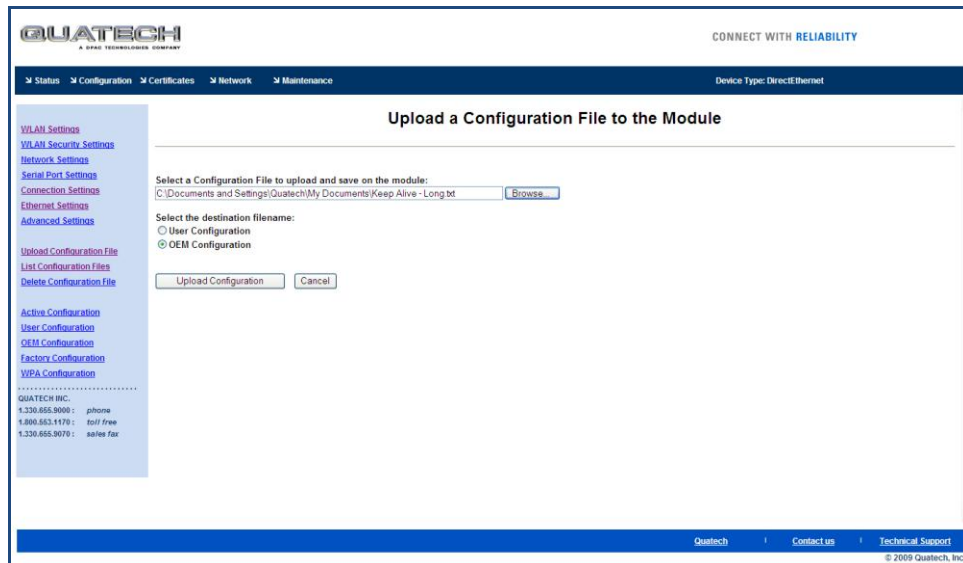 QUATECH
A DPAC TECHNOLOGIES COMPANY
CONNECT WITH RELIABILITY
Status Configuration Certificates Network Maintenance
Device Type: DirectEthernet
WLAN Settings
WLAN Security Settings
Network Settings
Serial Port Settings
Connection Settings
Ethernet Settings
Advanced Settings
Upload Configuration File
List Configuration Files
Delete Configuration File
Active Configuration
User Configuration
OEM Configuration
Factory Configuration
WPA Configuration
QUATECH INC.
1.330.655.9000 : phone
1.800.553.1170 : toll free
1.330.655.9070 : sales fax
Upload a Configuration File to the Module
Select a Configuration File to upload and save on the module:
C:\Documents and Settings\Quatech\My Documents\Keep Alive - Long.txt Browse...
Select the destination filename:
User Configuration
OEM Configuration
Upload Configuration Cancel
Quatech | Contact us | Technical Support
© 2009 Quatech, Inc